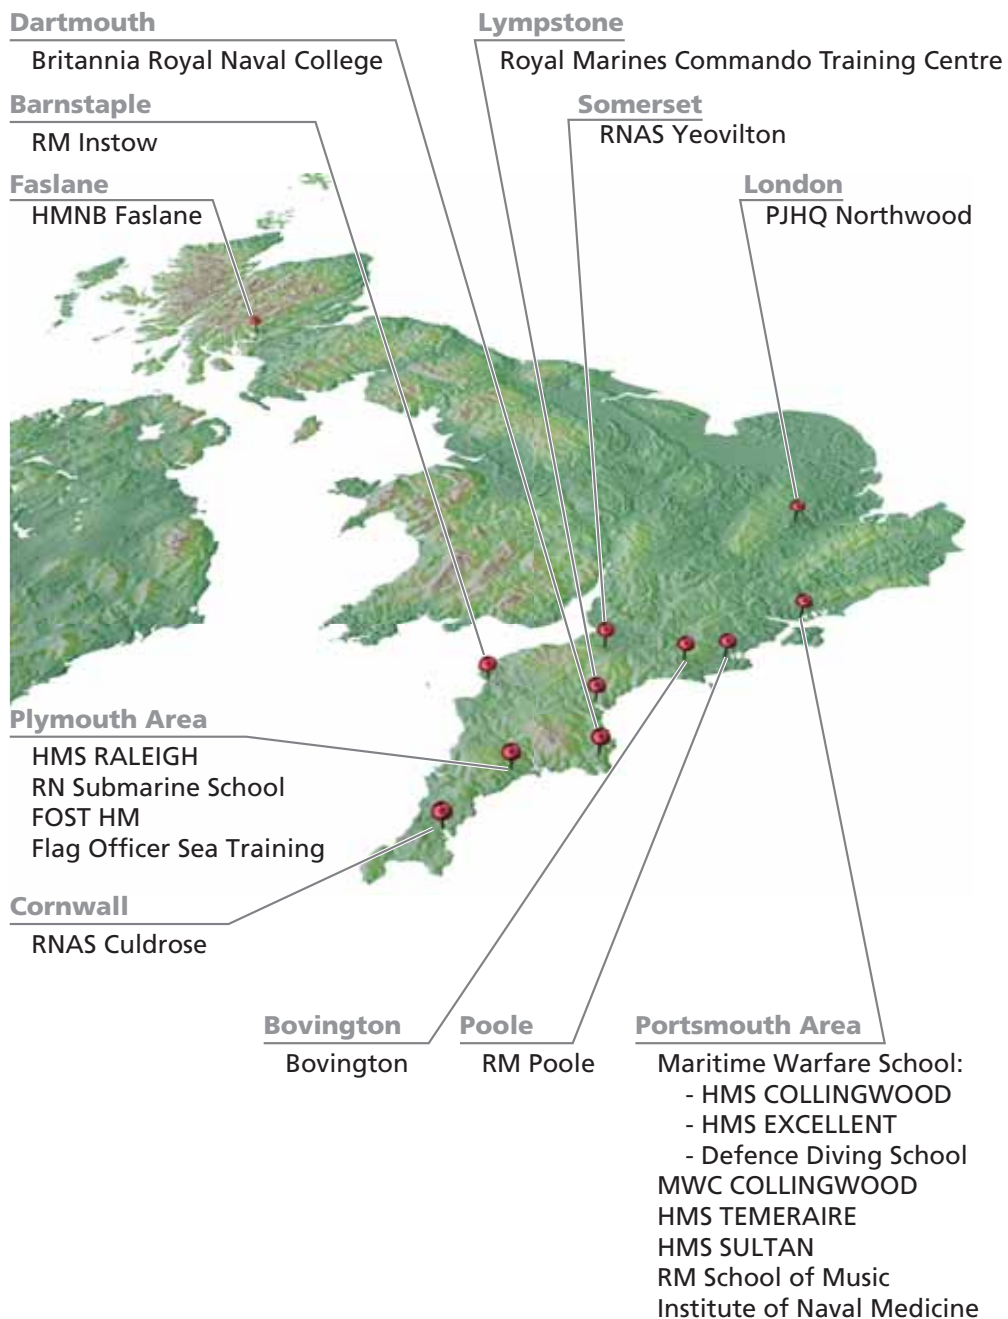 Dartmouth
Britannia Royal Naval College
Lympstone
Royal Marines Commando Training Centre
Barnstaple
RM Instow
Somerset
RNAS Yeovilton
Faslane
HMNB Faslane
London
PJHQ Northwood
Plymouth Area
HMS RALEIGH
RN Submarine School
FOST HM
Flag Officer Sea Training
Cornwall
RNAS Culdrose
Bovington
Bovington
Poole
RM Poole
Portsmouth Area
Maritime Warfare School:
- HMS COLLINGWOOD
- HMS EXCELLENT
- Defence Diving School
MWC COLLINGWOOD
HMS TEMERAIRE
HMS SULTAN
RM School of Music
Institute of Naval Medicine